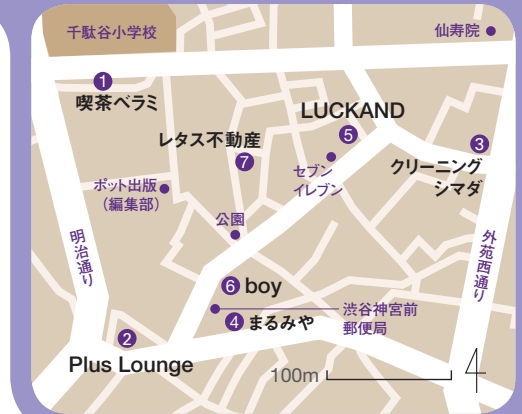 千駄谷小学校
仙寿院
1
喫茶ベラミ
LUCKAND
5
レタス不動産
7
3
クリーニング
シマダ
セブン
イレブン
ポット出版
(編集部)
公園
明治通り
外苑西通り
6 boy
渋谷神宮前
郵便局
4 まるみや
2
Plus Lounge
100m
4